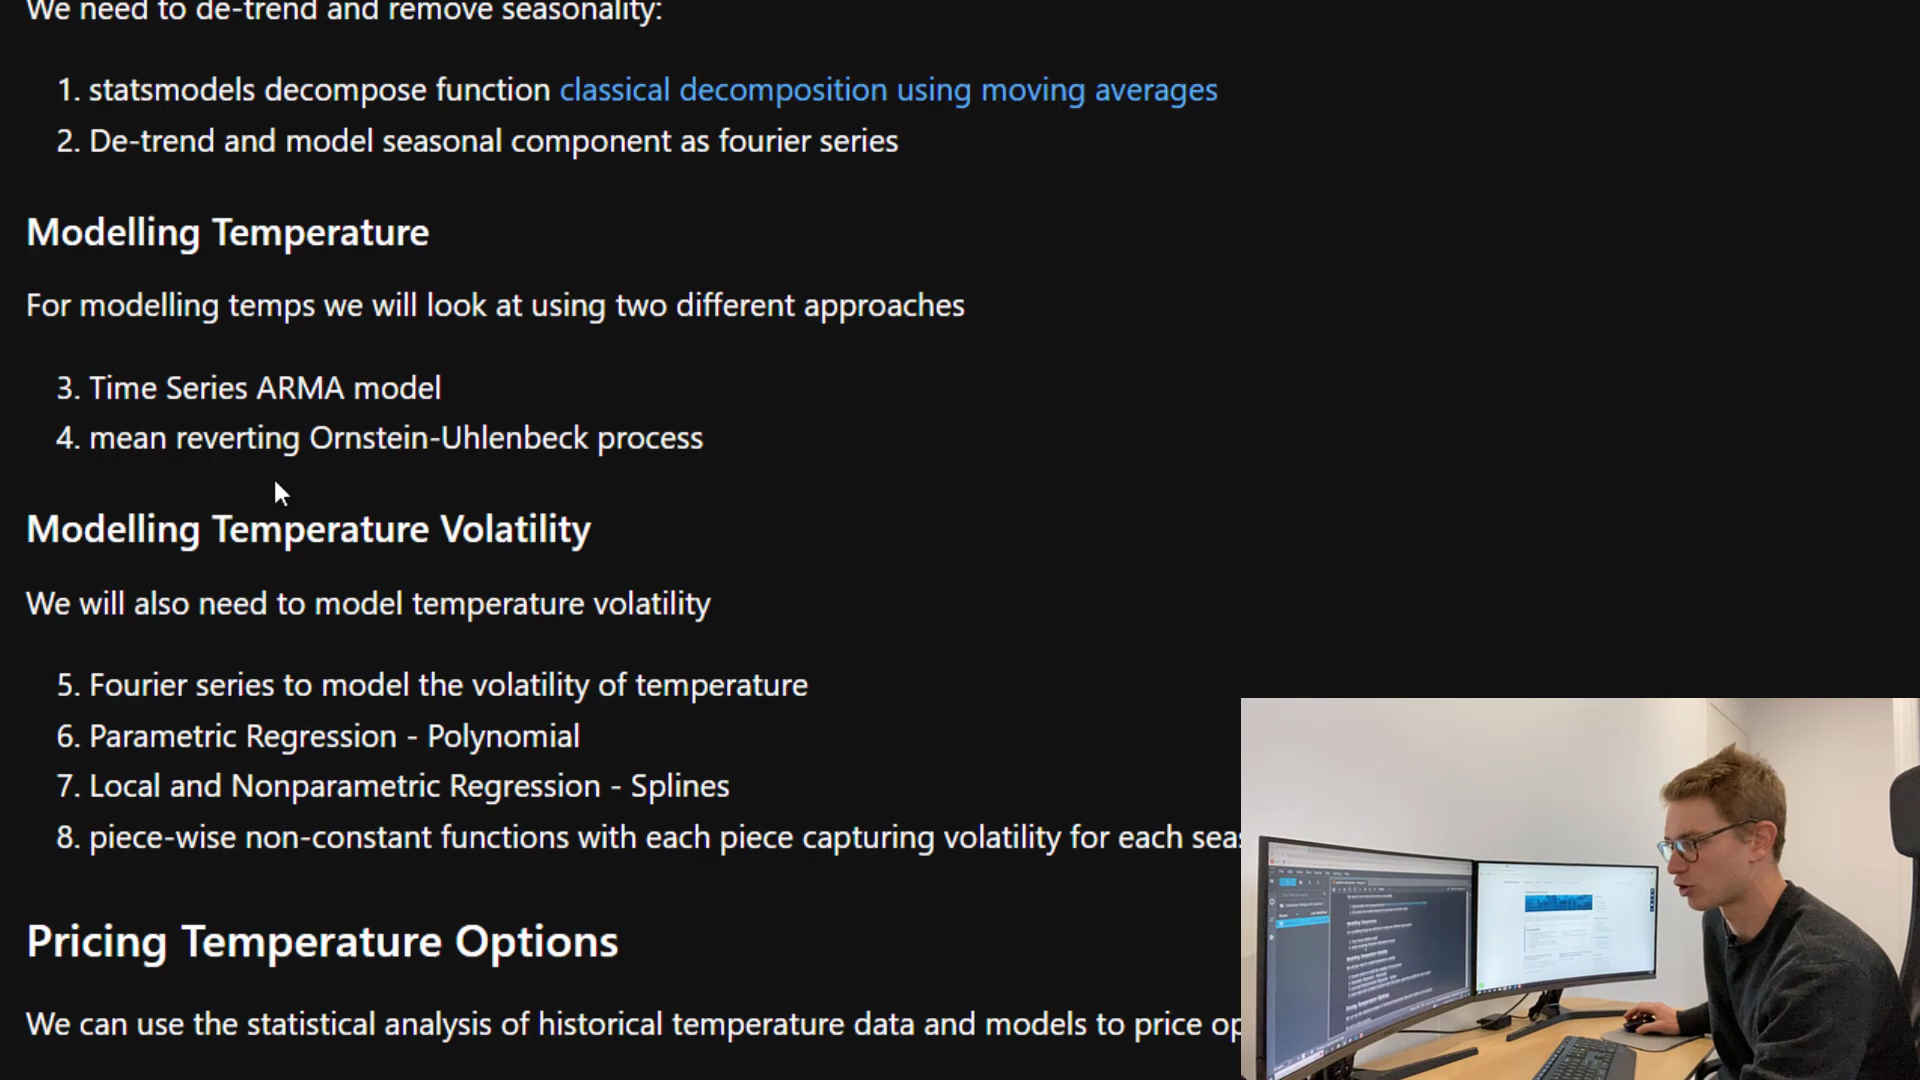 We need to de-trend and remove seasonality:
1. statsmodels decompose function classical decomposition using moving averages
2. De-trend and model seasonal component as fourier series
Modelling Temperature
For modelling temps we will look at using two different approaches
3. Time Series ARMA model
4. mean reverting Ornstein-Uhlenbeck process
Modelling Temperature Volatility
We will also need to model temperature volatility
5. Fourier series to model the volatility of temperature
6. Parametric Regression - Polynomial
7. Local and Nonparametric Regression - Splines
8. piece-wise non-constant functions with each piece capturing volatility for each seas
Pricing Temperature Options
We can use the statistical analysis of historical temperature data and models to price op